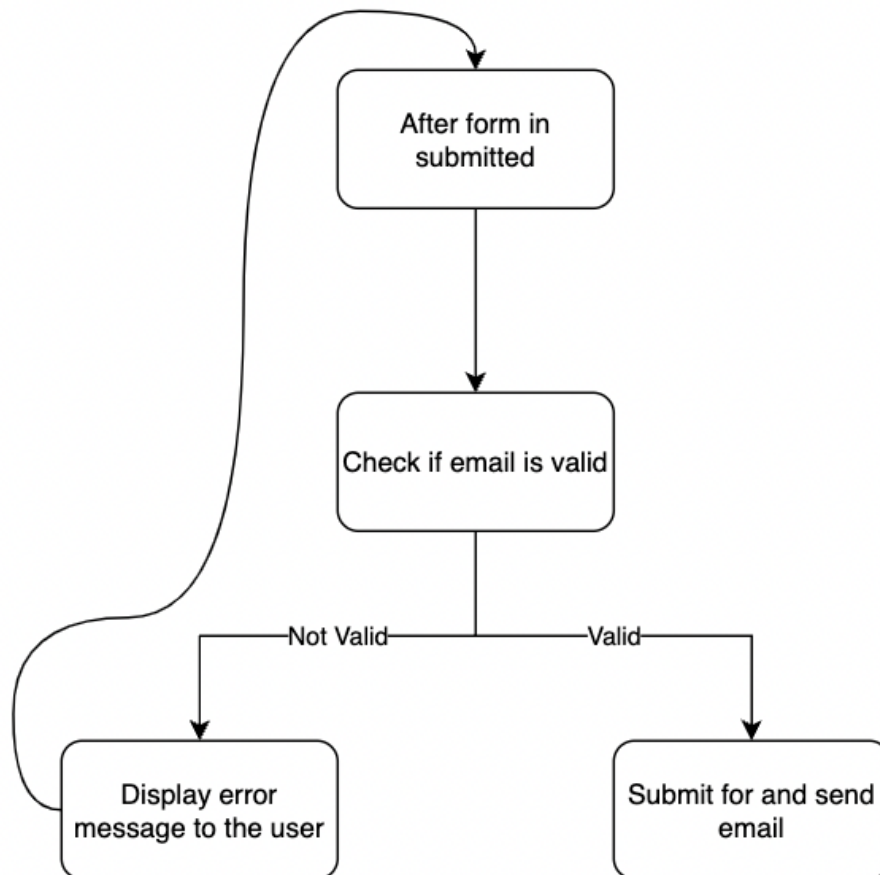 After form in
submitted
Check if email is valid
Not Valid
Valid
Display error
message to the user
Submit for and send
email